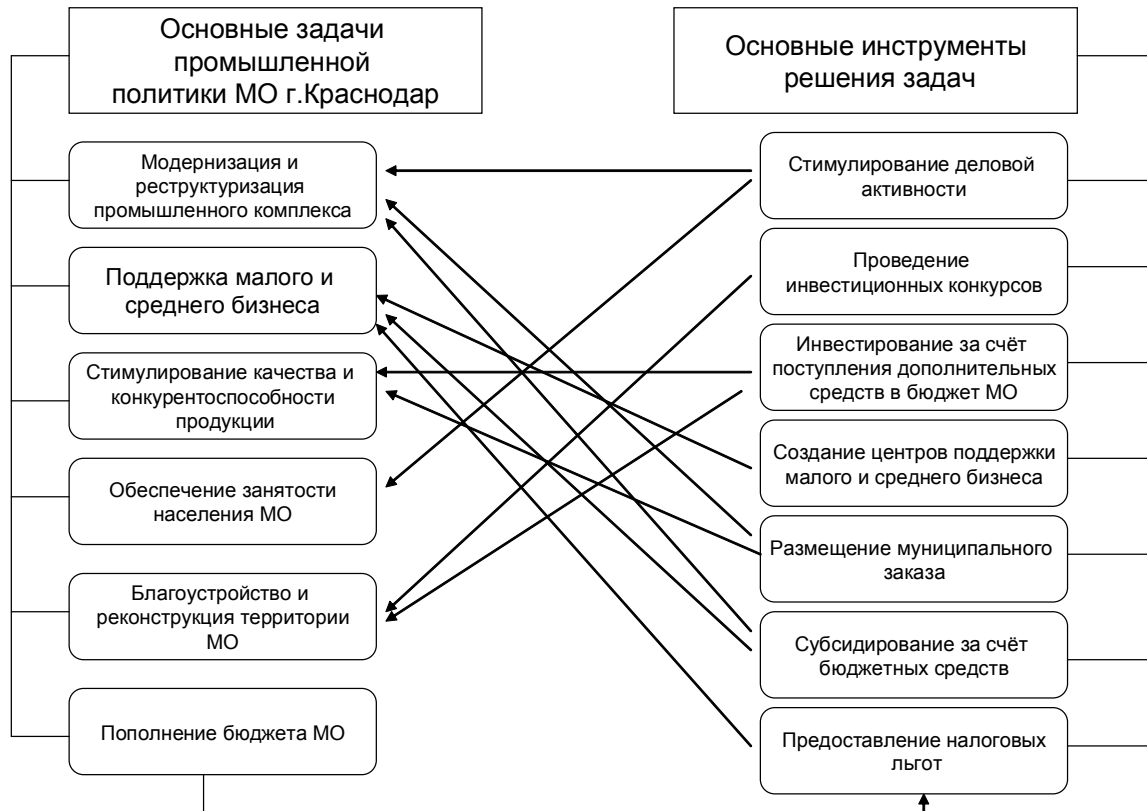 Основные задачи
промышленной
политики МО г.Краснодар
Модернизация и
реструктуризация
промышленного комплекса
Поддержка малого и
среднего бизнеса
Стимулирование качества и
конкурентоспособности
продукции
Обеспечение занятости
населения МО
Благоустройство и
реконструкция территории
МО
Пополнение бюджета МО
Основные инструменты
решения задач
Стимулирование деловой
активности
Проведение
инвестиционных конкурсов
Инвестирование за счёт
поступления дополнительных
средств в бюджет МО
Создание центров поддержки
малого и среднего бизнеса
Размещение муниципального
заказа
Субсидирование за счёт
бюджетных средств
Предоставление налоговых
льгот